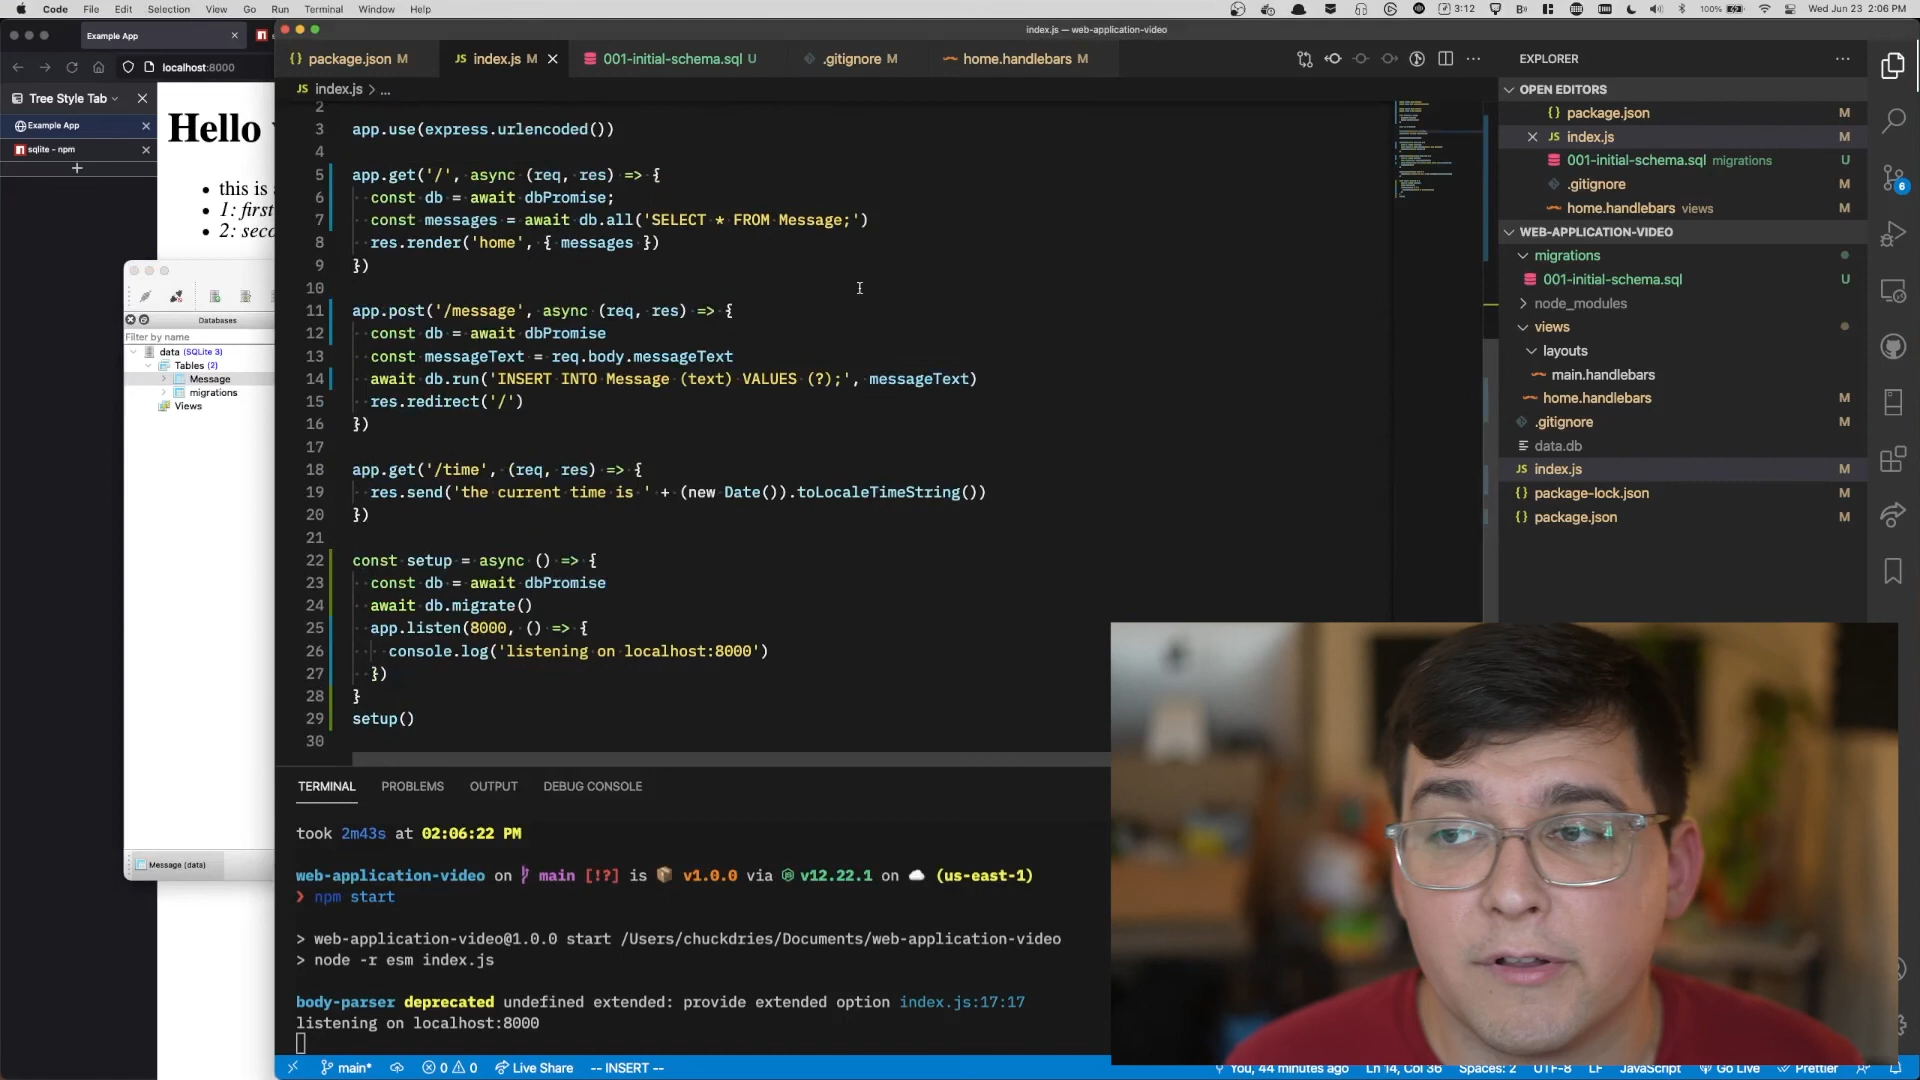 Code File Edit Selection View Go Run Terminal Window Help
3:12 100% Wed Jun 23 2:06 PM
Example App
localhost:8000
Tree Style Tab
Example App
sqlite - npm
Hello
this is
1: first
2: seco
Databases
Filter by name
data (SQLite 3)
Tables (2)
Message
migrations
Views
Message (data)
index.js — web-application-video
package.json M
JS index.js M
001-initial-schema.sql U
.gitignore M
home.handlebars M
JS index.js > ...
2
3 app.use(express.urlencoded())
4
5 app.get('/', async (req, res) => {
6 const db = await dbPromise;
7 const messages = await db.all('SELECT * FROM Message;')
8 res.render('home', { messages })
9 })
10
11 app.post('/message', async (req, res) => {
12 const db = await dbPromise
13 const messageText = req.body.messageText
14 await db.run('INSERT INTO Message (text) VALUES (?);', messageText)
15 res.redirect('/')
16 })
17
18 app.get('/time', (req, res) => {
19 res.send('the current time is ' + (new Date()).toLocaleTimeString())
20 })
21
22 const setup = async () => {
23 const db = await dbPromise
24 await db.migrate()
25 app.listen(8000, () => {
26 console.log('listening on localhost:8000')
27 })
28 }
29 setup()
30
TERMINAL PROBLEMS OUTPUT DEBUG CONSOLE
took 2m43s at 02:06:22 PM
web-application-video on main [!?] is v1.0.0 via v12.22.1 on (us-east-1)
❯ npm start
> web-application-video@1.0.0 start /Users/chuckdries/Documents/web-application-video
> node -r esm index.js
body-parser deprecated undefined extended: provide extended option index.js:17:17
listening on localhost:8000
EXPLORER
OPEN EDITORS
{} package.json M
JS index.js M
001-initial-schema.sql migrations U
.gitignore M
home.handlebars views M
WEB-APPLICATION-VIDEO
migrations
001-initial-schema.sql U
node_modules
views
layouts
main.handlebars
home.handlebars M
.gitignore M
data.db
JS index.js M
{} package-lock.json M
{} package.json M
6
main* 0 0 Live Share -- INSERT --
You, 44 minutes ago Ln 14, Col 36 Spaces: 2 UTF-8 LF JavaScript Go Live Prettier